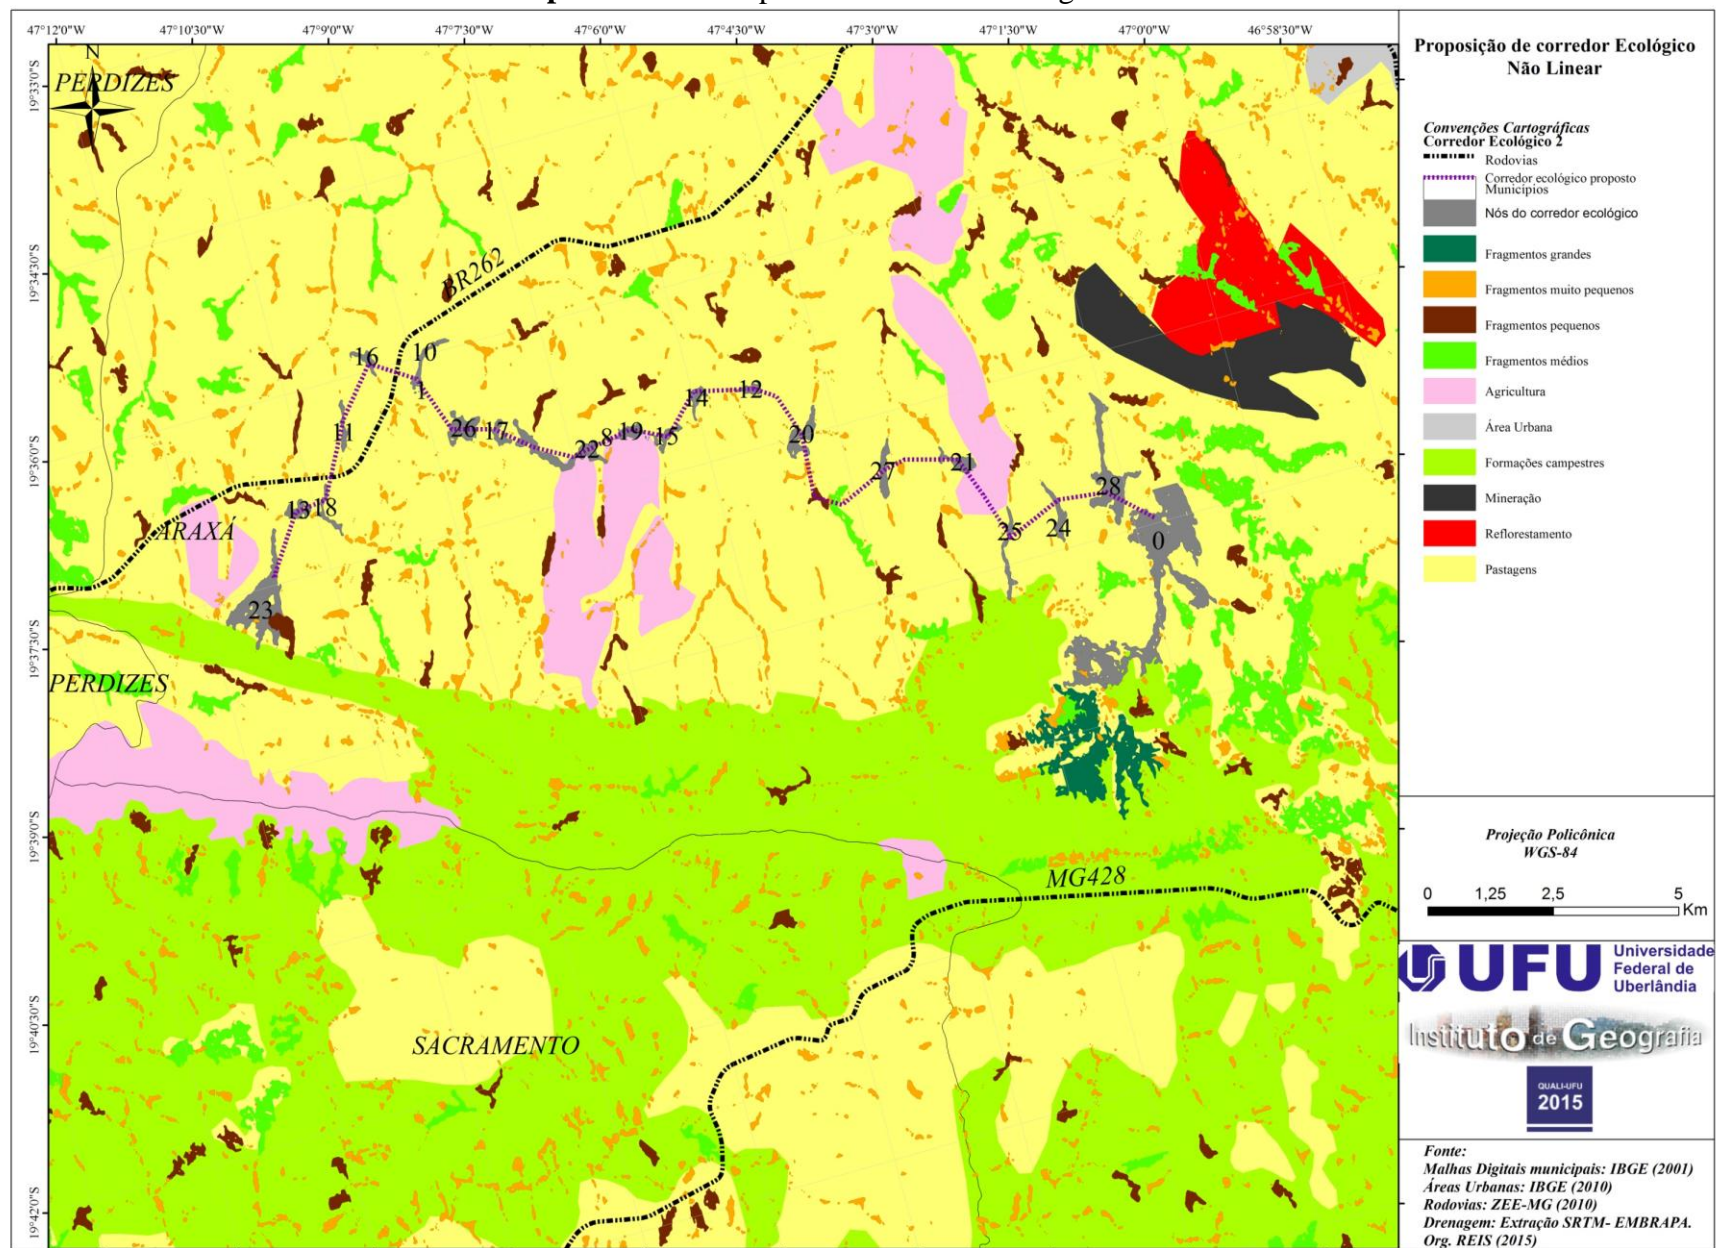 47°12'0"W 47°10'30"W 47°9'0"W 47°7'30"W 47°6'0"W 47°4'30"W 47°3'0"W 47°1'30"W 47°0'0"W 46°58'30"W
N
PERDIZES
19°33'0"S
19°34'30"S
19°36'0"S
19°37'30"S
19°39'0"S
19°40'30"S
19°42'0"S
BR262
16
10
1
11
26
17
22
8
19
15
14
12
20
27
21
25
24
28
0
13
18
23
ARAXÁ
PERDIZES
MG428
SACRAMENTO
Proposição de corredor Ecológico
Não Linear
Convenções Cartográficas
Corredor Ecológico 2
Rodovias
Corredor ecológico proposto
Municípios
Nós do corredor ecológico
Fragmentos grandes
Fragmentos muito pequenos
Fragmentos pequenos
Fragmentos médios
Agricultura
Área Urbana
Formações campestres
Mineração
Reflorestamento
Pastagens
Projeção Policônica
WGS-84
0 1,25 2,5 5
Km
UFU
Universidade
Federal de
Uberlândia
Instituto de Geografia
QUALI-UFU
2015
Fonte:
Malhas Digitais municipais: IBGE (2001)
Áreas Urbanas: IBGE (2010)
Rodovias: ZEE-MG (2010)
Drenagem: Extração SRTM- EMBRAPA.
Org. REIS (2015)